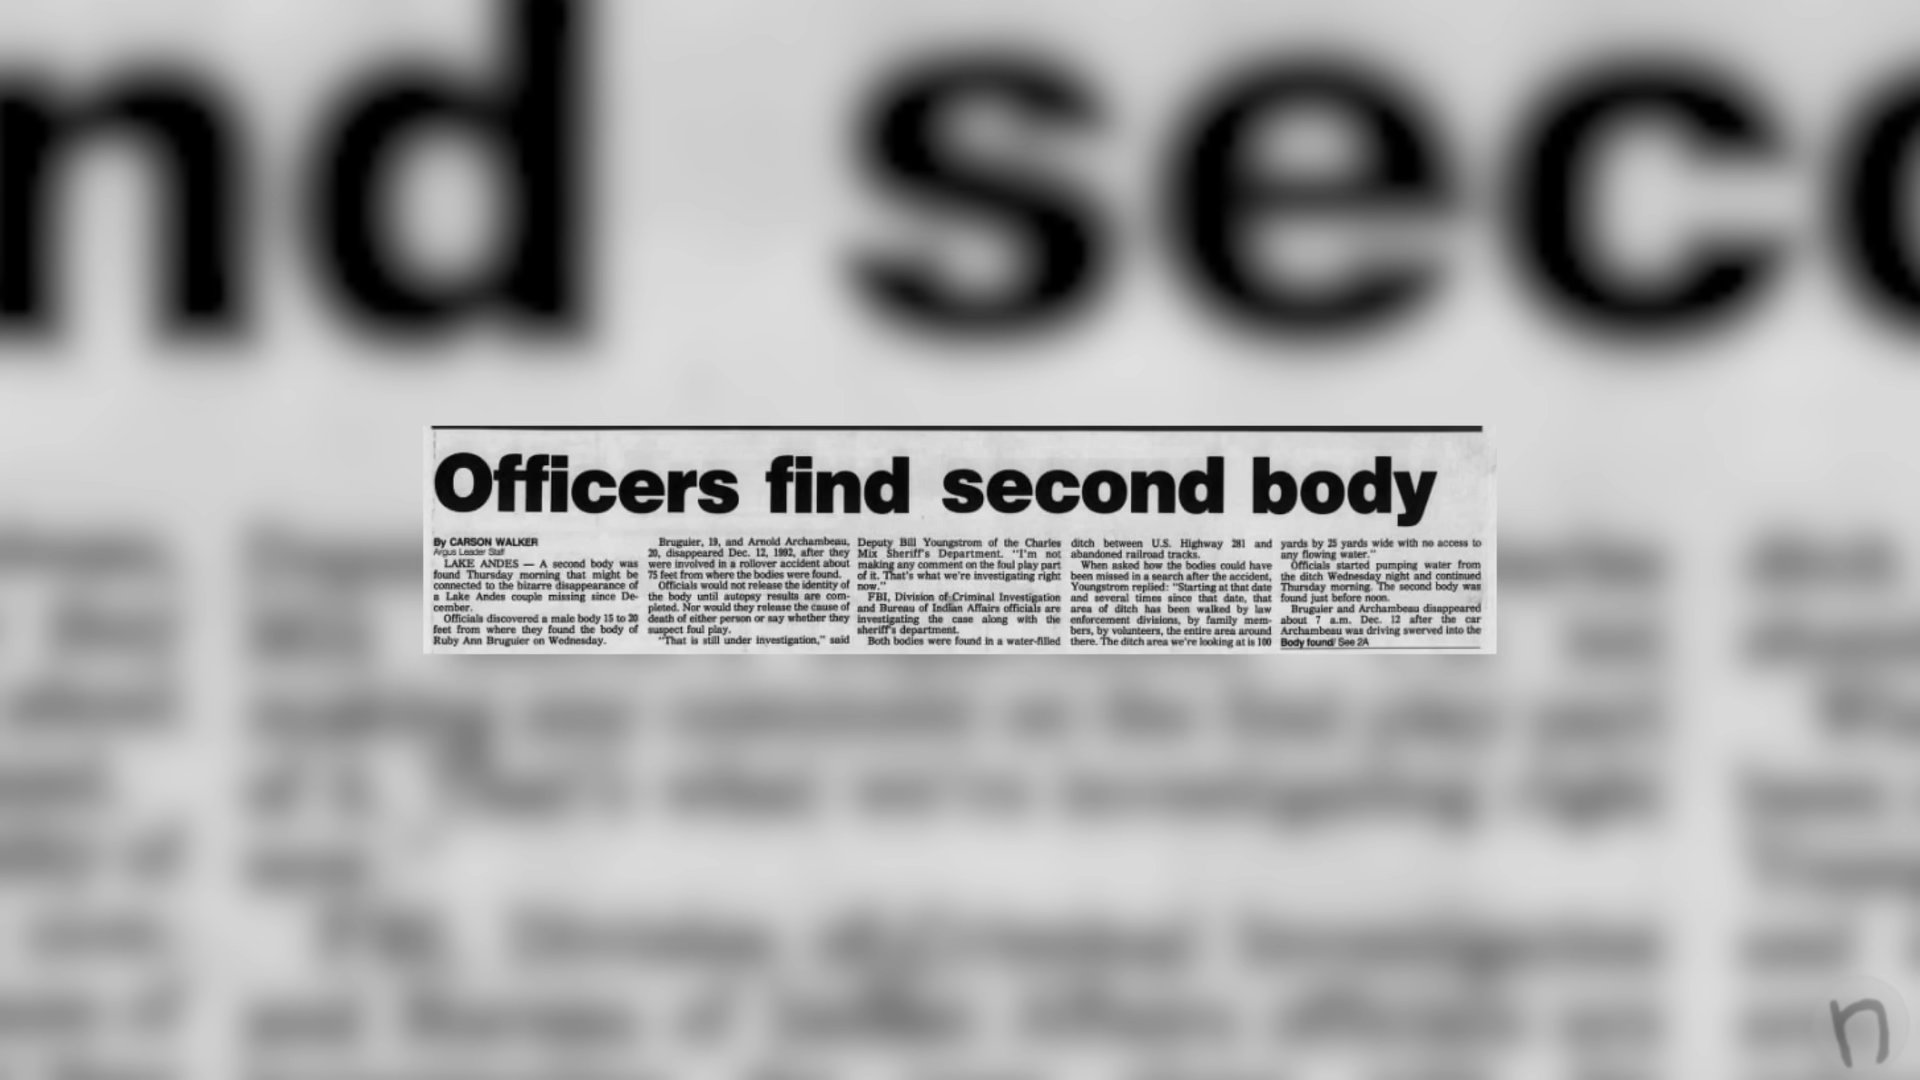 nd seco
Officers find second body
By CARSON WALKER
Argus Leader Staff
LAKE ANDES — A second body was
found Thursday morning that might be
connected to the bizarre disappearance of
a Lake Andes couple missing since De-
cember.
Officials discovered a male body 15 to 20
feet from where they found the body of
Ruby Ann Bruguier on Wednesday.
Bruguier, 19, and Arnold Archambeau,
20, disappeared Dec. 12, 1992, after they
were involved in a rollover accident about
75 feet from where the bodies were found.
Officials would not release the identity of
the body until autopsy results are com-
pleted. Nor would they release the cause of
death of either person or say whether they
suspect foul play.
"That is still under investigation," said
Deputy Bill Youngstrom of the Charles
Mix Sheriff's Department. "I'm not
making any comment on the foul play part
of it. That's what we're investigating right
now."
FBI, Division of Criminal Investigation
and Bureau of Indian Affairs officials are
investigating the case along with the
sheriff's department.
Both bodies were found in a water-filled
ditch between U.S. Highway 281 and
abandoned railroad tracks.
When asked how the bodies could have
been missed in a search after the accident,
Youngstrom replied: "Starting at that date
and several times since that date, that
area of ditch has been walked by law
enforcement divisions, by family mem-
bers, by volunteers, the entire area around
there. The ditch area we're looking at is 100
yards by 25 yards wide with no access to
any flowing water."
Officials started pumping water from
the ditch Wednesday night and continued
Thursday morning. The second body was
found just before noon.
Bruguier and Archambeau disappeared
about 7 a.m. Dec. 12 after the car
Archambeau was driving swerved into the
Body found/ See 2A
n